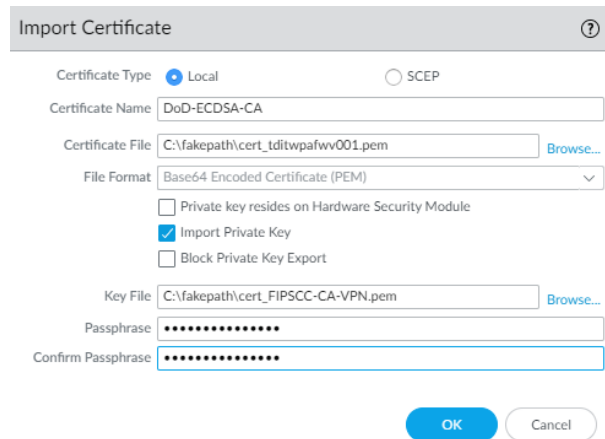 Import Certificate
Certificate Type Local SCEP
Certificate Name DoD-ECDSA-CA
Certificate File C:\fakepath\cert_tditwpafwv001.pem Browse...
File Format Base64 Encoded Certificate (PEM)
Private key resides on Hardware Security Module
Import Private Key
Block Private Key Export
Key File C:\fakepath\cert_FIPSCC-CA-VPN.pem Browse...
Passphrase •••••••••••••••
Confirm Passphrase •••••••••••••••
OK Cancel